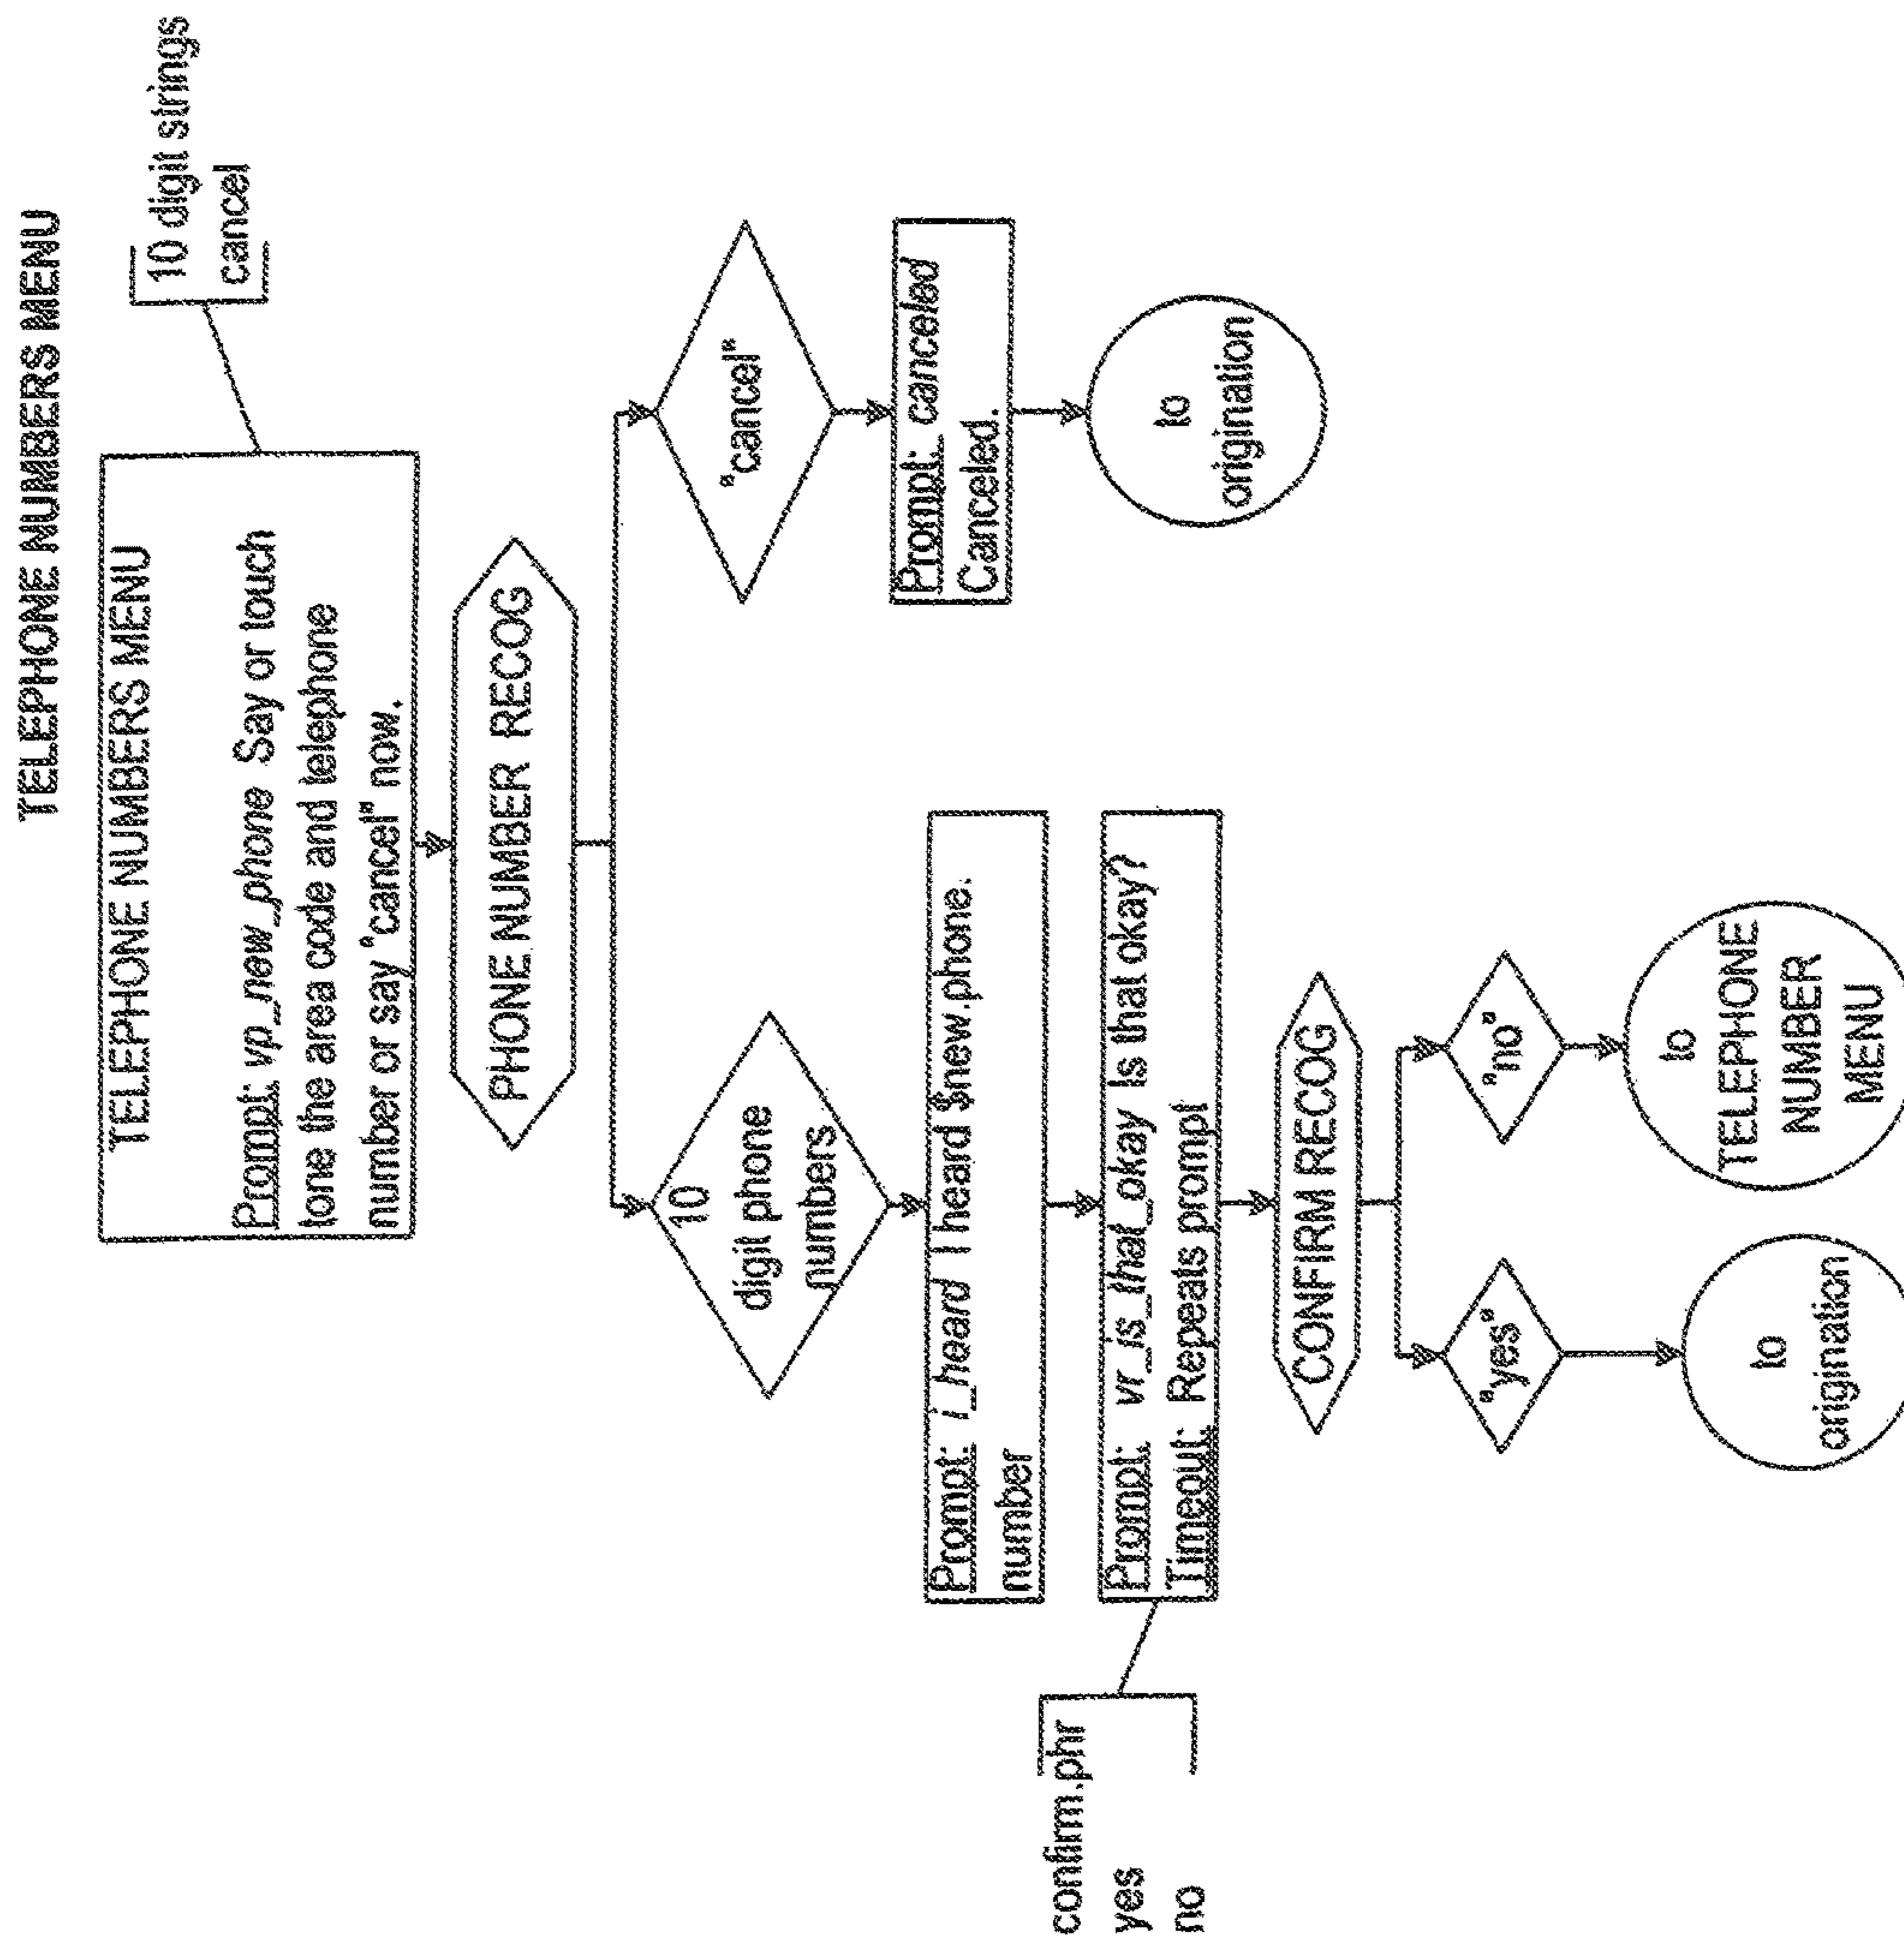 TELEPHONE NUMBERS MENU
10 digit strings
cancel
TELEPHONE NUMBERS MENU
Prompt: vp_new_phone Say or touch
tone the area code and telephone
number or say "cancel" now.
PHONE NUMBER RECOG
10
digit phone
numbers
"cancel"
Prompt: i_heard I heard $new.phone.
number
Prompt: canceled
Canceled.
to
origination
confirm.phr
yes
no
Prompt: vr_is_that_okay Is that okay?
Timeout: Repeats prompt
CONFIRM RECOG
"yes"
"no"
to
origination
to
TELEPHONE
NUMBER
MENU